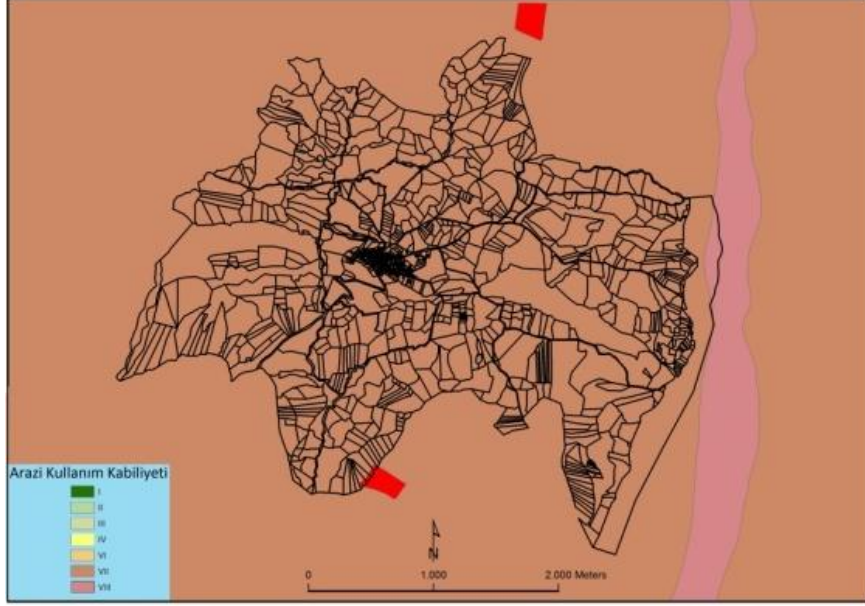 Arazi Kullanım Kabiliyeti
I
II
III
IV
VI
VII
VIII
N
0 1.000 2.000 Meters